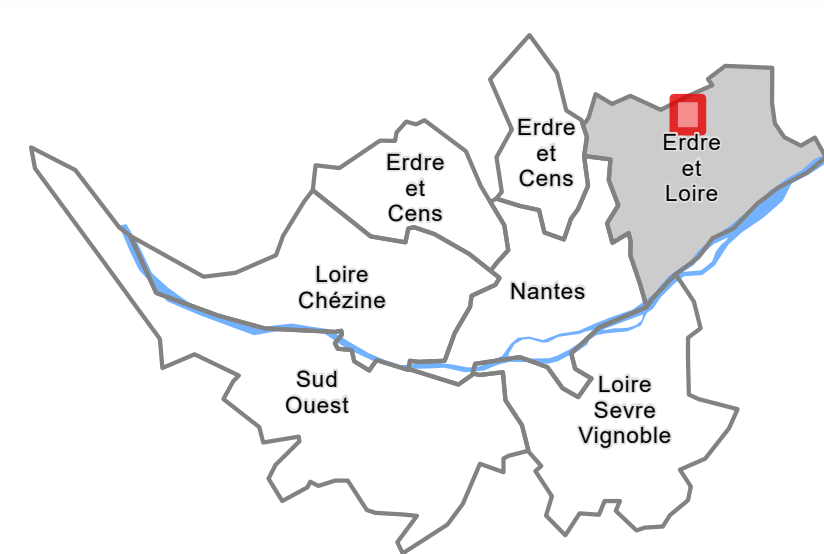 Erdre
et
Cens
Erdre
et
Cens
Erdre
et
Loire
Loire
Chézine
Nantes
Sud
Ouest
Loire
Sevre
Vignoble